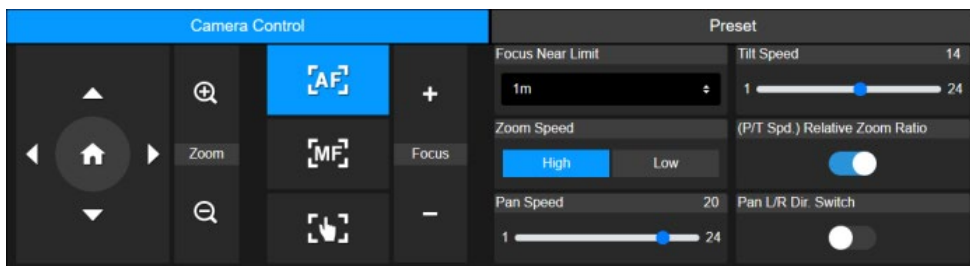 Camera Control
Preset
AF
Zoom
MF
Focus
+
−
Focus Near Limit
1m
Tilt Speed 14
1 24
Zoom Speed
High Low
(P/T Spd.) Relative Zoom Ratio
Pan Speed 20
1 24
Pan L/R Dir. Switch